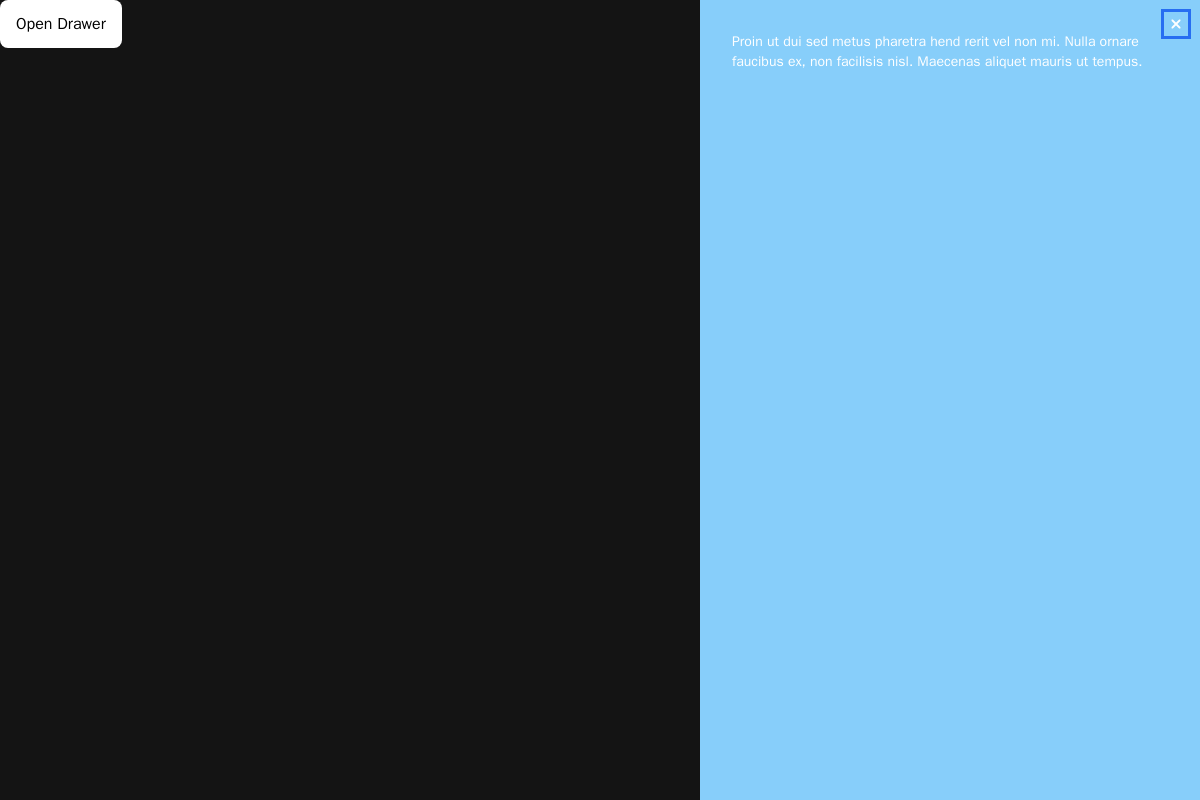 Open Drawer
Proin ut dui sed metus pharetra hend rerit vel non mi. Nulla ornare
faucibus ex, non facilisis nisl. Maecenas aliquet mauris ut tempus.